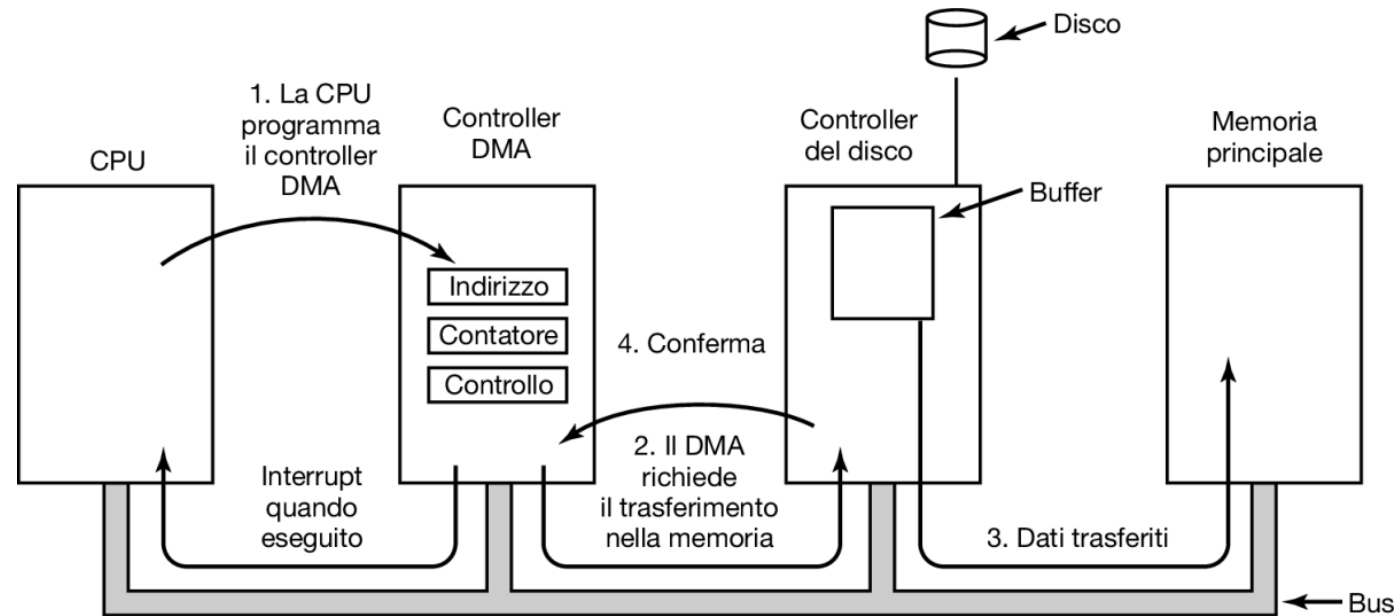 Disco
1. La CPU
programma
il controller
DMA
Controller
DMA
Controller
del disco
Memoria
principale
CPU
Buffer
Indirizzo
Contatore
Controllo
4. Conferma
Interrupt
quando
eseguito
2. Il DMA
richiede
il trasferimento
nella memoria
3. Dati trasferiti
Bus